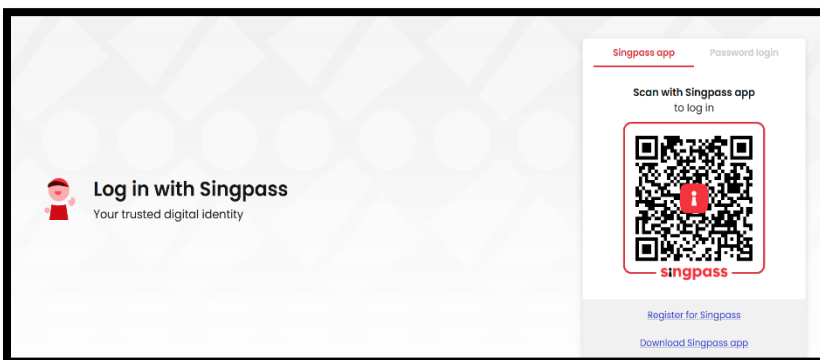 Singpass app
Password login
Scan with Singpass app
to log in
Log in with Singpass
Your trusted digital identity
singpass
Register for Singpass
Download Singpass app